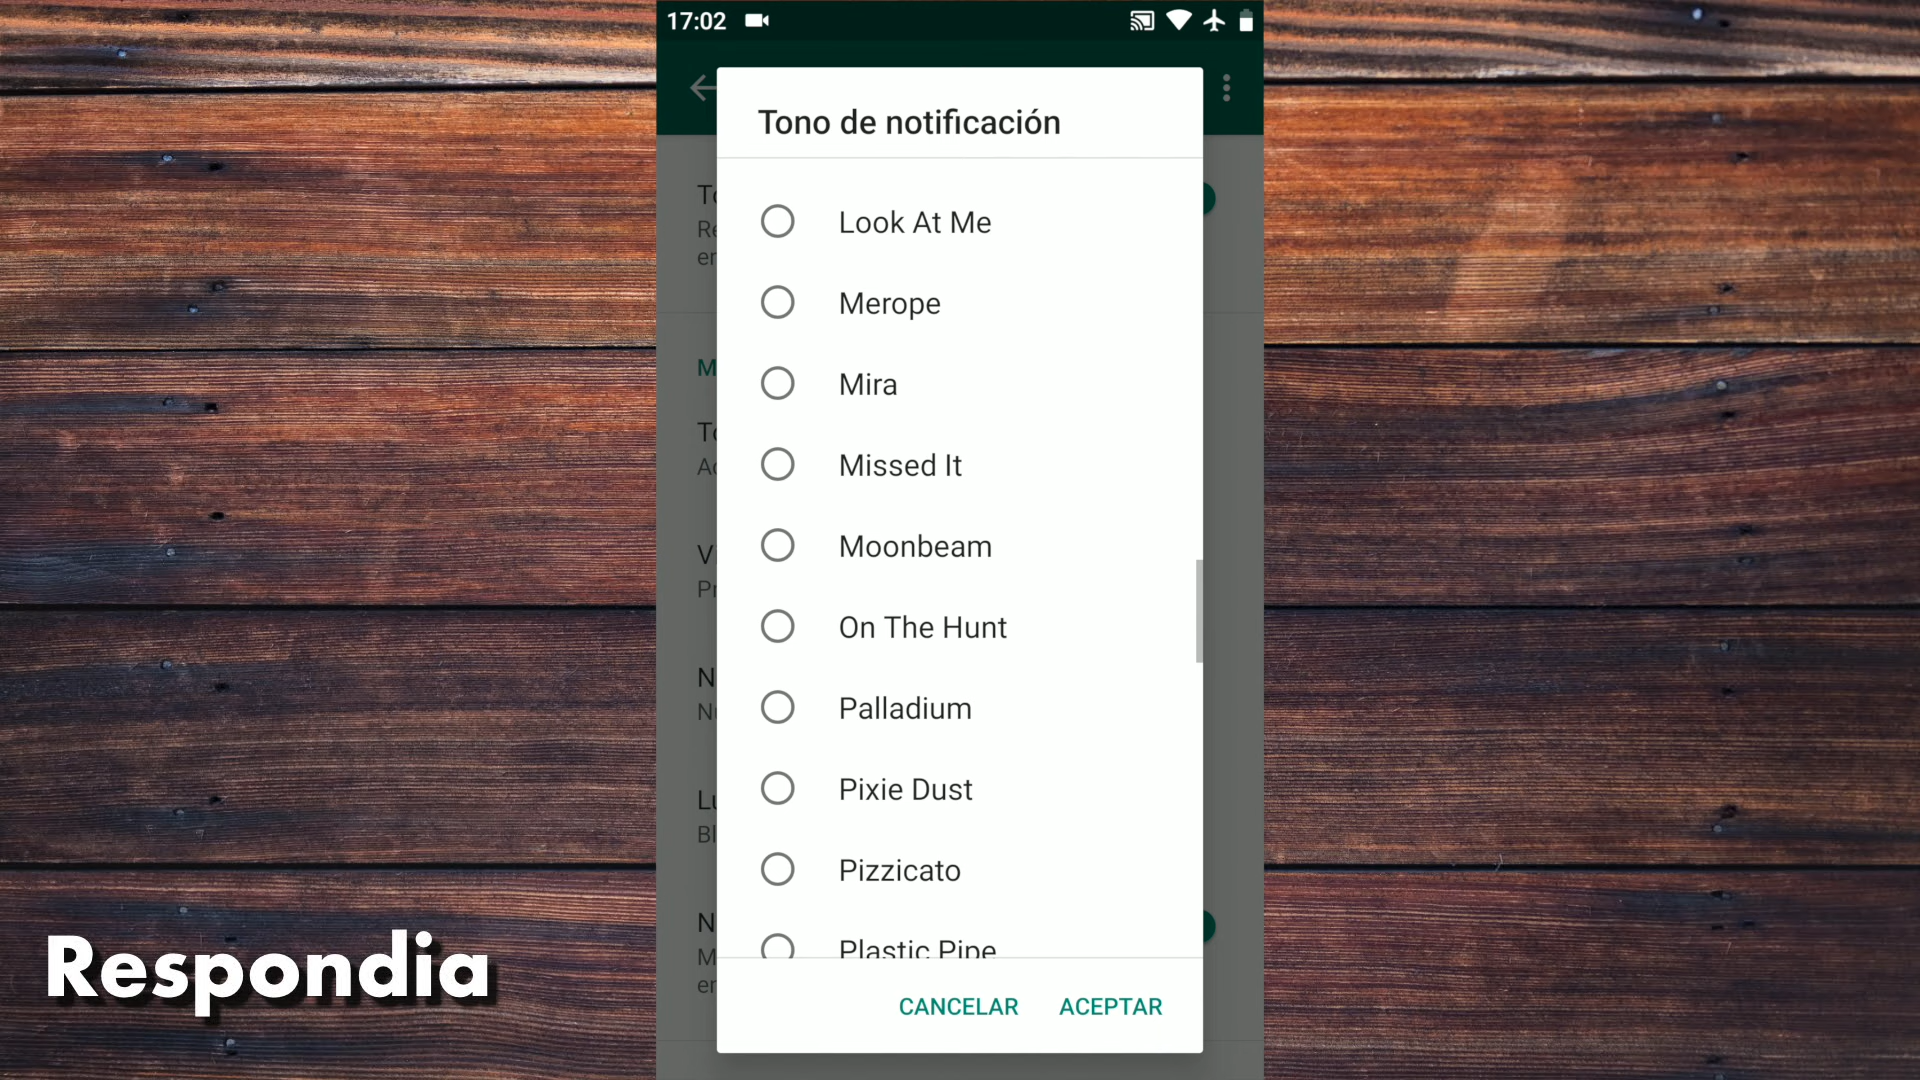 17:02
Tono de notificación
Look At Me
Merope
Mira
Missed It
Moonbeam
On The Hunt
Palladium
Pixie Dust
Pizzicato
Plastic Pipe
CANCELAR ACEPTAR
Respondia